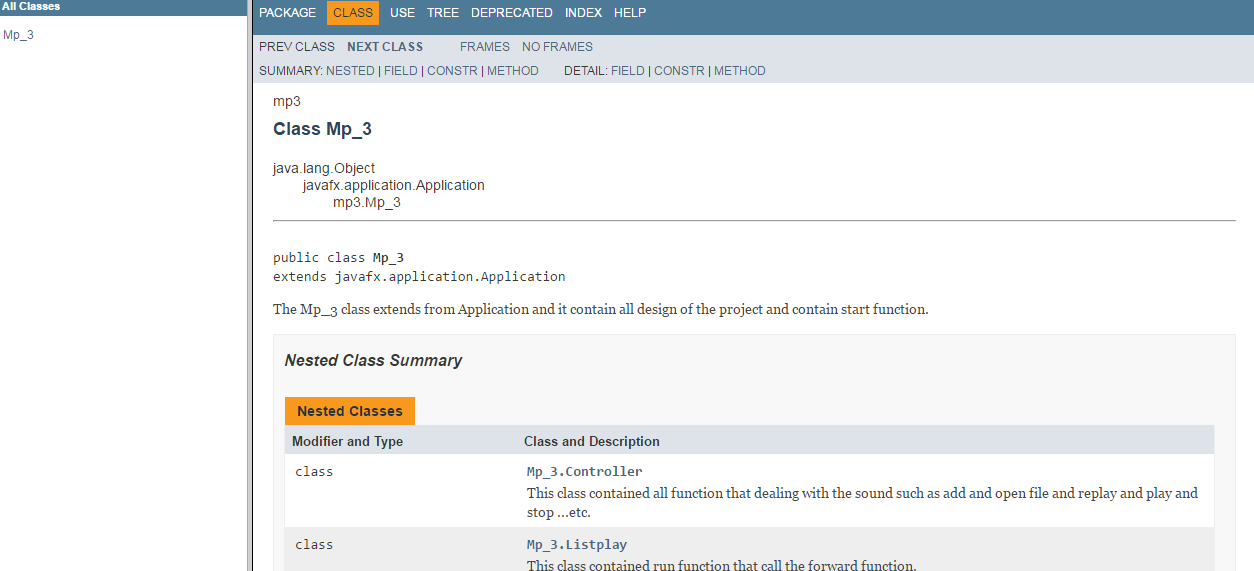 All Classes
Mp_3
PACKAGE CLASS USE TREE DEPRECATED INDEX HELP
PREV CLASS NEXT CLASS FRAMES NO FRAMES
SUMMARY: NESTED | FIELD | CONSTR | METHOD DETAIL: FIELD | CONSTR | METHOD
mp3
Class Mp_3
java.lang.Object
javafx.application.Application
mp3.Mp_3
public class Mp_3
extends javafx.application.Application
The Mp_3 class extends from Application and it contain all design of the project and contain start function.
Nested Class Summary
Nested Classes
Modifier and Type Class and Description
class Mp_3.Controller
This class contained all function that dealing with the sound such as add and open file and replay and play and
stop ...etc.
class Mp_3.Listplay
This class contained run function that call the forward function.